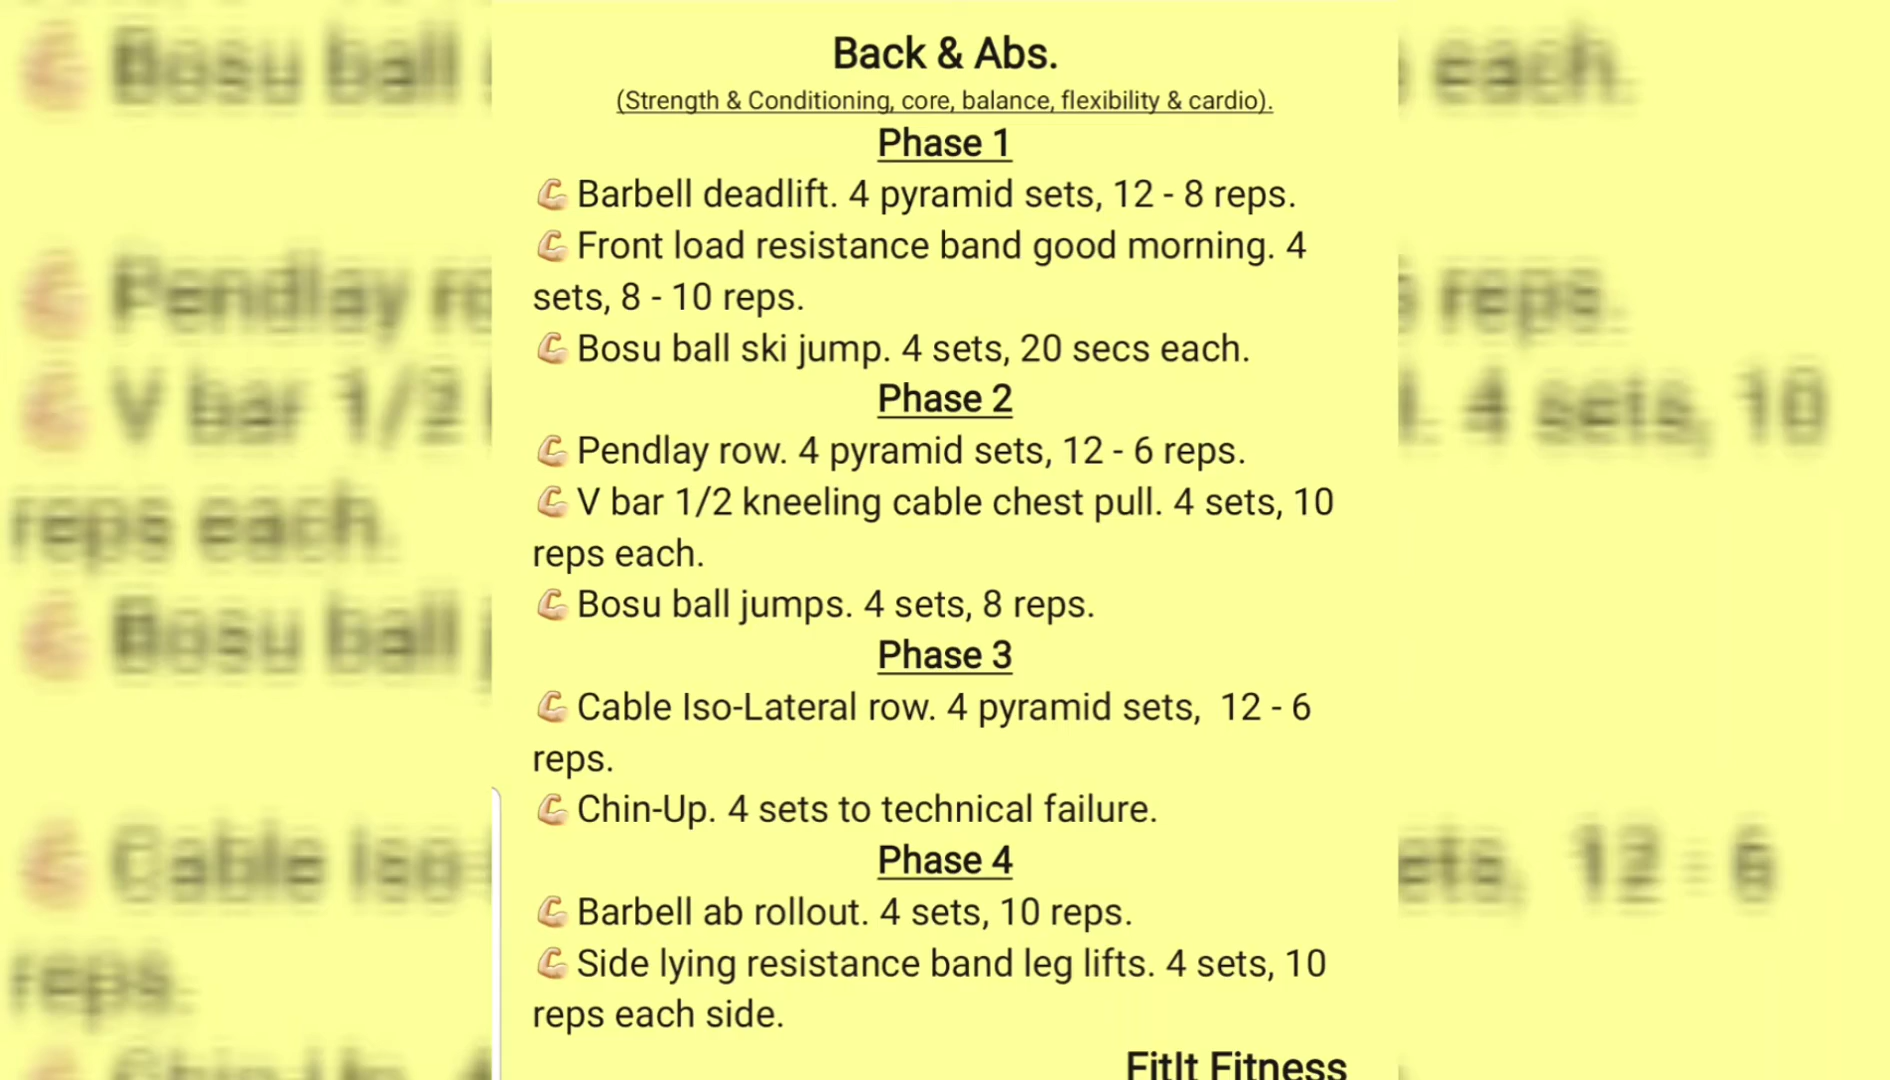 Back & Abs.
(Strength & Conditioning, core, balance, flexibility & cardio).
Phase 1
💪🏼 Barbell deadlift. 4 pyramid sets, 12 - 8 reps.
💪🏼 Front load resistance band good morning. 4
sets, 8 - 10 reps.
💪🏼 Bosu ball ski jump. 4 sets, 20 secs each.
Phase 2
💪🏼 Pendlay row. 4 pyramid sets, 12 - 6 reps.
💪🏼 V bar 1/2 kneeling cable chest pull. 4 sets, 10
reps each.
💪🏼 Bosu ball jumps. 4 sets, 8 reps.
Phase 3
💪🏼 Cable Iso-Lateral row. 4 pyramid sets,  12 - 6
reps.
💪🏼 Chin-Up. 4 sets to technical failure.
Phase 4
💪🏼 Barbell ab rollout. 4 sets, 10 reps.
💪🏼 Side lying resistance band leg lifts. 4 sets, 10
reps each side.
FitIt Fitness